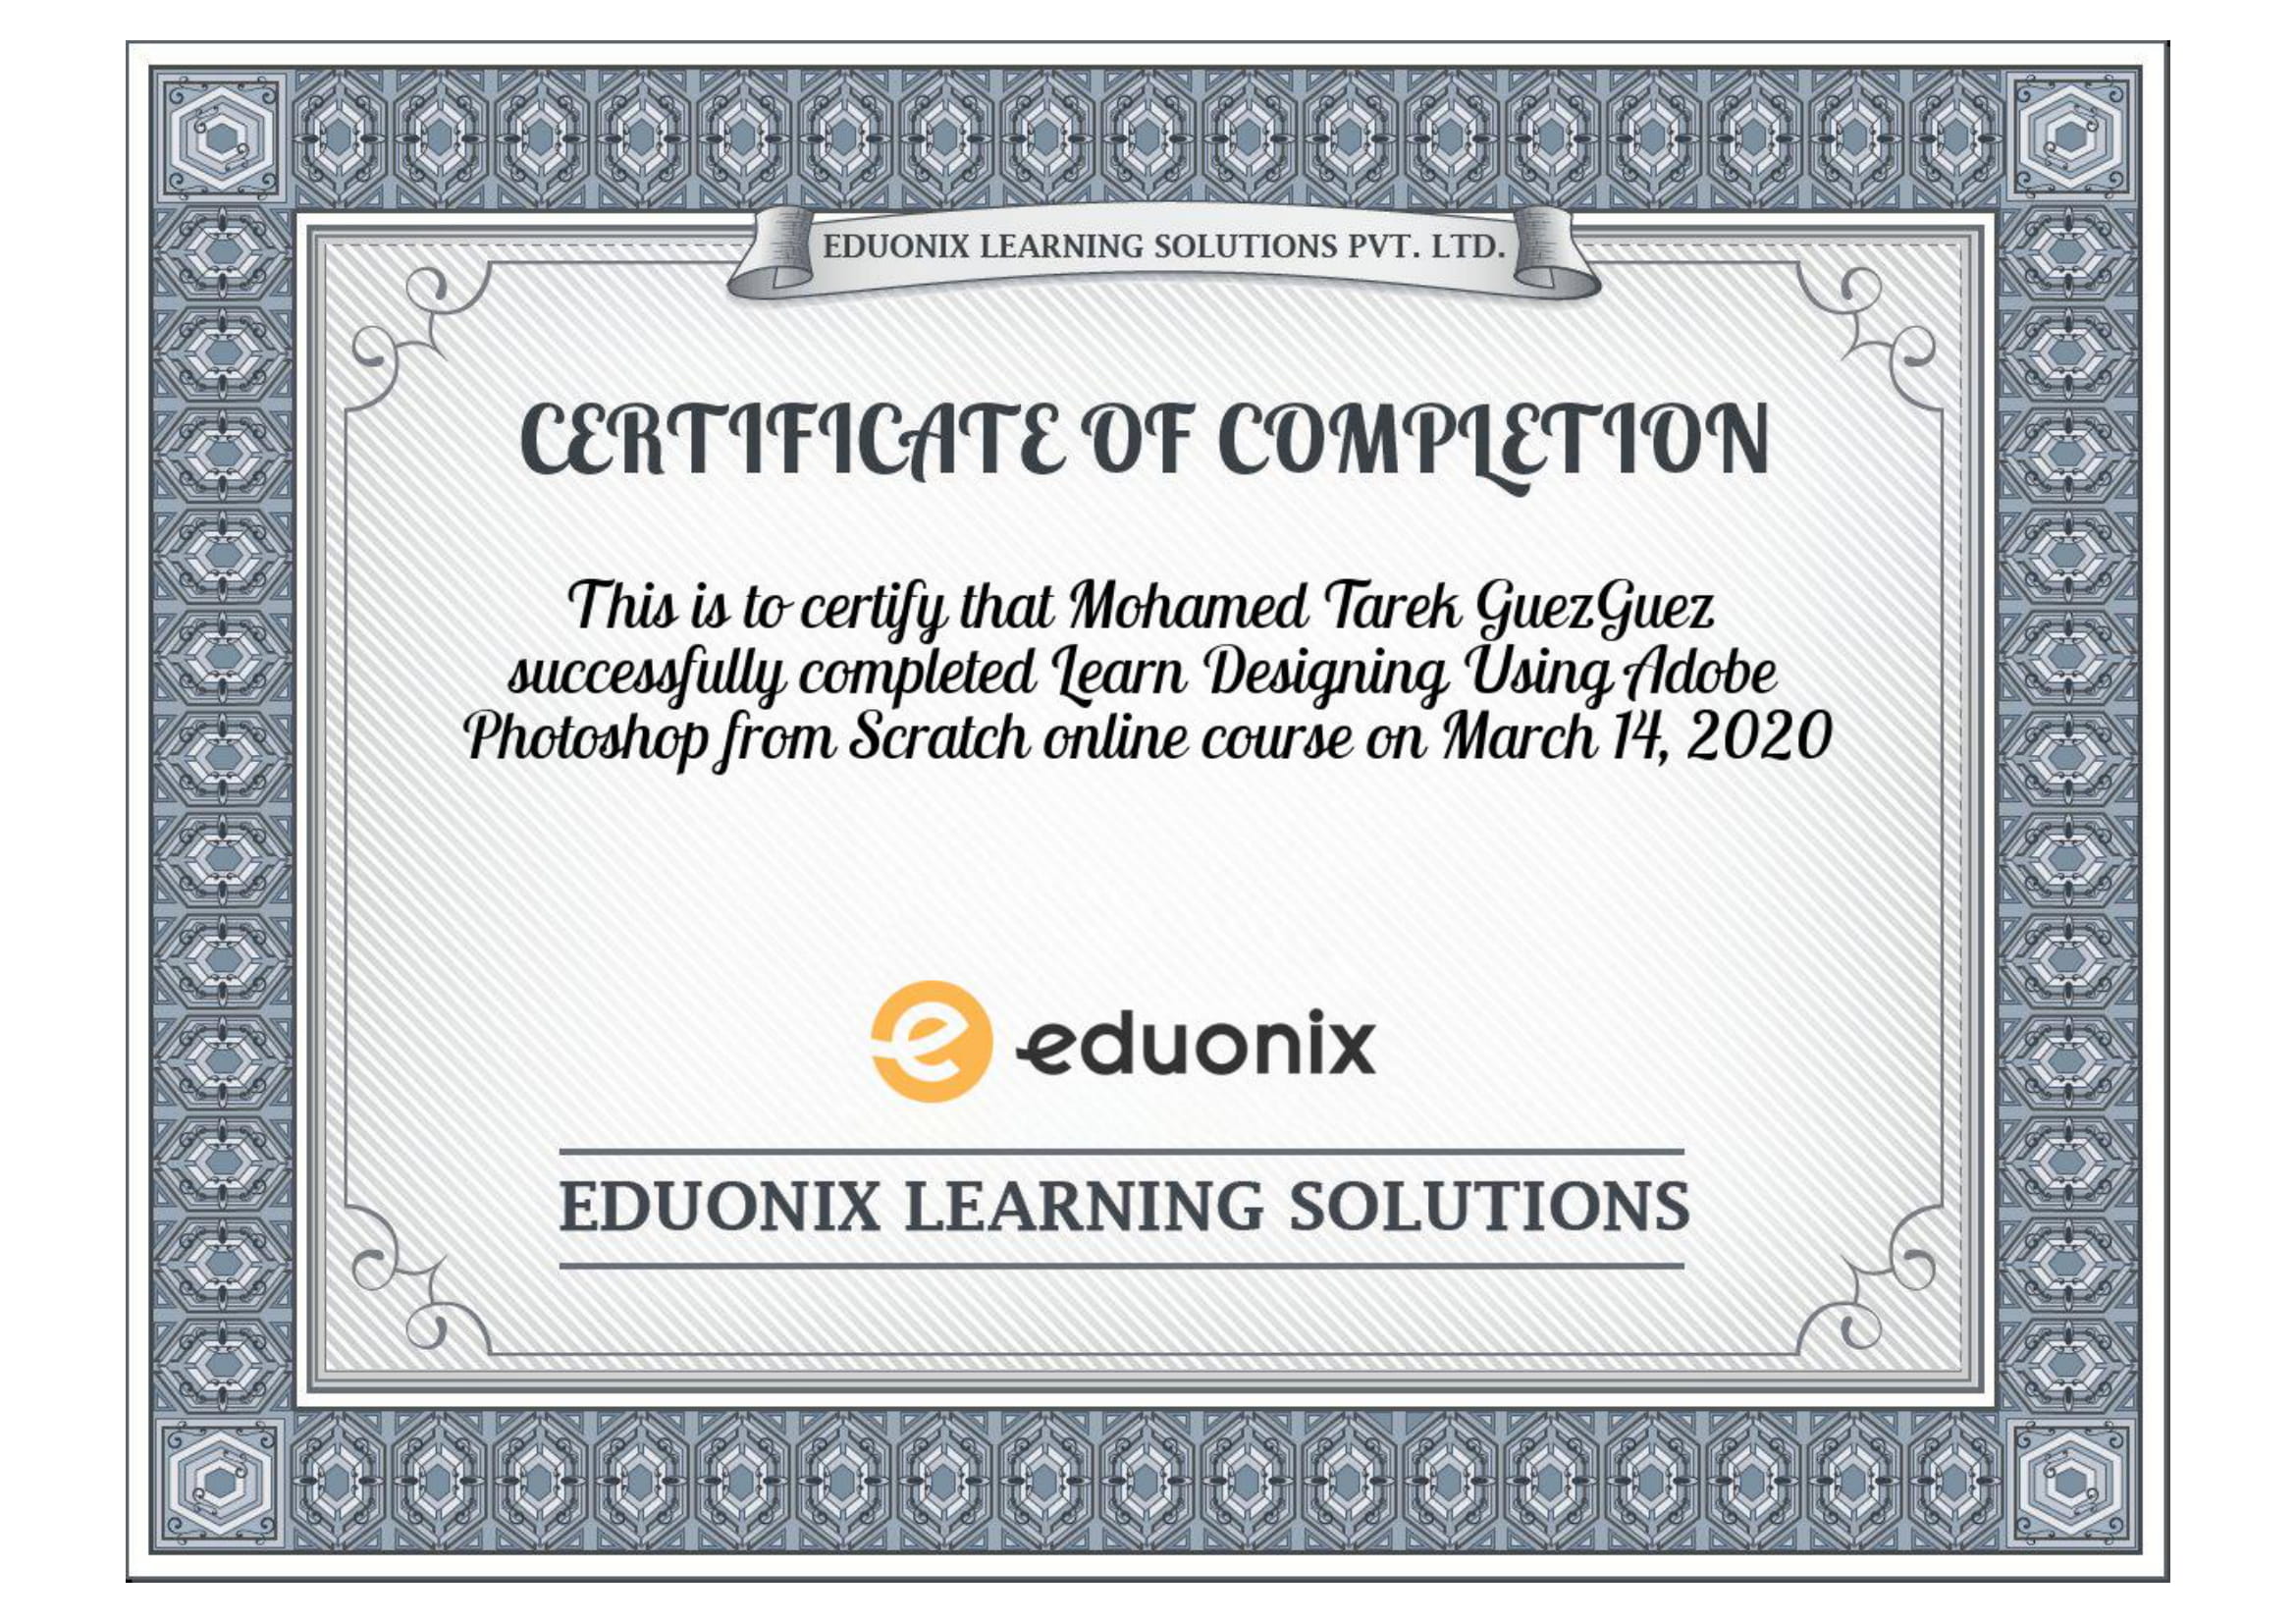 EDUONIX LEARNING SOLUTIONS PVT. LTD.
CERTIFICATE OF COMPLETION
This is to certify that Mohamed Tarek GuezGuez
successfully completed Learn Designing Using Adobe
Photoshop from Scratch online course on March 14, 2020
e eduonix
EDUONIX LEARNING SOLUTIONS